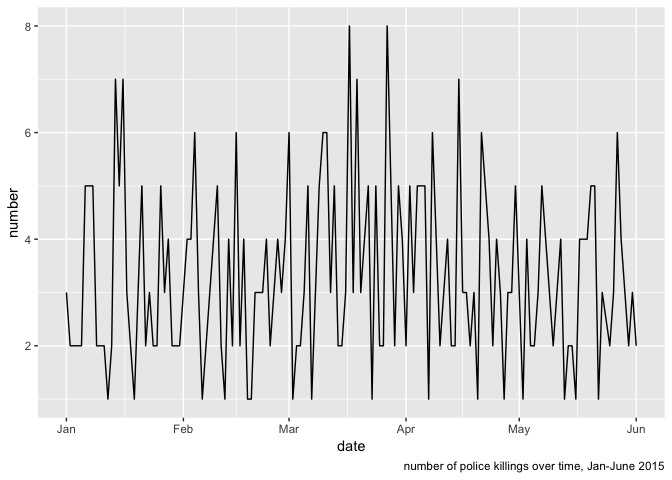 8
6
4
2
number
Jan
Feb
Mar
Apr
May
Jun
date
number of police killings over time, Jan-June 2015